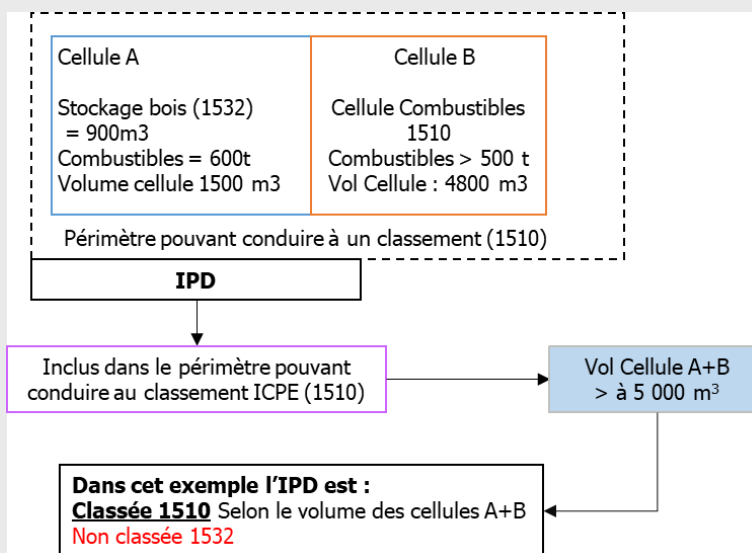 Cellule A
Stockage bois (1532)
= 900m3
Combustibles = 600t
Volume cellule 1500 m3
Cellule B
Cellule Combustibles
1510
Combustibles > 500 t
Vol Cellule : 4800 m3
Périmètre pouvant conduire à un classement (1510)
IPD
Inclus dans le périmètre pouvant
conduire au classement ICPE (1510)
Vol Cellule A+B
> à 5 000 m³
Dans cet exemple l’IPD est :
Classée 1510 Selon le volume des cellules A+B
Non classée 1532